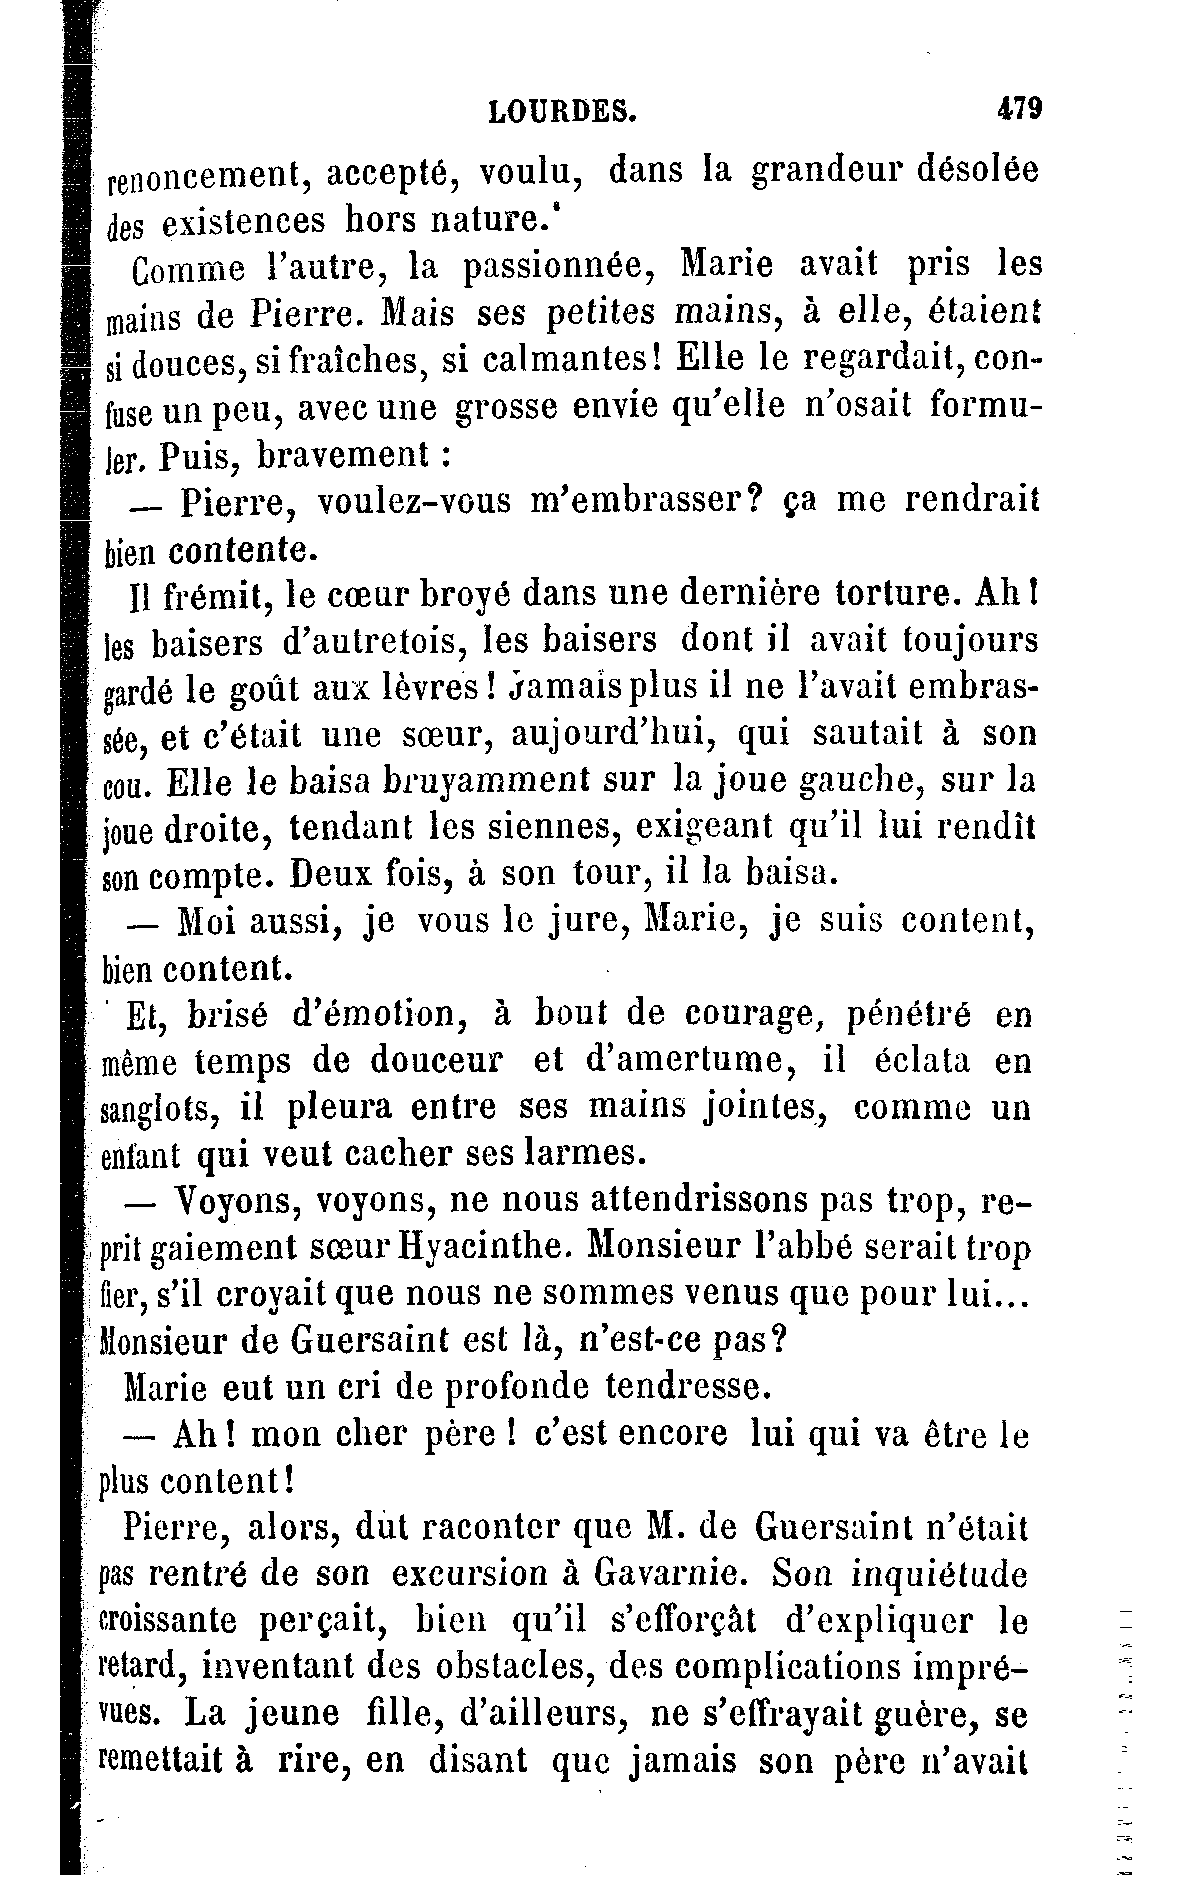 LOURDES. 479
renoncement, accepté, voulu, dans la grandeur désolée
des existences hors nature.
Comme l'autre, la passionnée, Marie avait pris les
mains de Pierre. Mais ses petites mains, à elle, étaient
si douces, si fraîches, si calmantes! Elle le regardait, con-
fuse un peu, avec une grosse envie qu'elle n'osait formu-
ler. Puis, bravement :
— Pierre, voulez-vous m'embrasser? ça me rendrait
bien contente.
Il frémit, le cœur broyé dans une dernière torture. Ah!
les baisers d'autrefois, les baisers dont il avait toujours
gardé le goût aux lèvres! Jamais plus il ne l'avait embras-
sée, et c'était une sœur, aujourd'hui, qui sautait à son
cou. Elle le baisa bruyamment sur la joue gauche, sur la
joue droite, tendant les siennes, exigeant qu'il lui rendît
son compte. Deux fois, à son tour, il la baisa.
— Moi aussi, je vous le jure, Marie, je suis content,
bien content.
Et, brisé d'émotion, à bout de courage, pénétré en
même temps de douceur et d'amertume, il éclata en
sanglots, il pleura entre ses mains jointes, comme un
enfant qui veut cacher ses larmes.
— Voyons, voyons, ne nous attendrissons pas trop, re-
prit gaiement sœur Hyacinthe. Monsieur l'abbé serait trop
fier, s'il croyait que nous ne sommes venus que pour lui...
Monsieur de Guersaint est là, n'est-ce pas?
Marie eut un cri de profonde tendresse.
— Ah! mon cher père! c'est encore lui qui va être le
plus content!
Pierre, alors, dut raconter que M. de Guersaint n'était
pas rentré de son excursion à Gavarnie. Son inquiétude
croissante perçait, bien qu'il s'efforçât d'expliquer le
retard, inventant des obstacles, des complications impré-
vues. La jeune fille, d'ailleurs, ne s'effrayait guère, se
remettait à rire, en disant que jamais son père n'avait